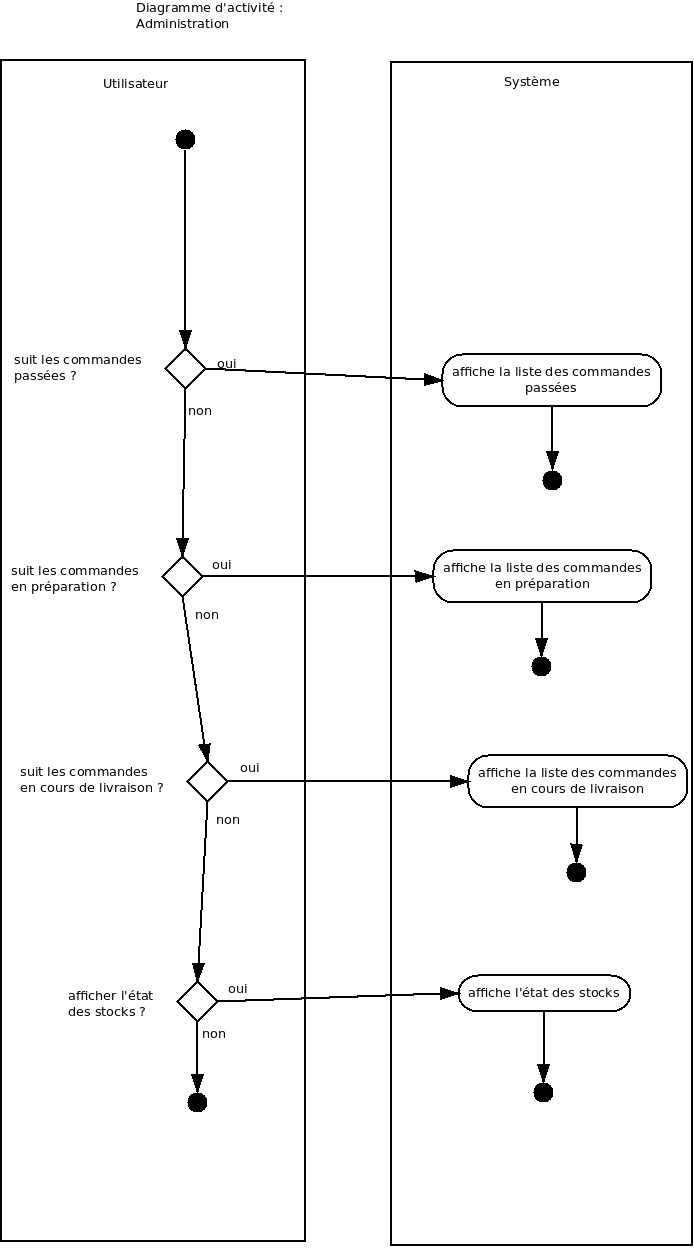 Diagramme d'activité :
Administration
Utilisateur
Système
suit les commandes
passées ?
oui
affiche la liste des commandes
passées
non
suit les commandes
en préparation ?
oui
affiche la liste des commandes
en préparation
non
suit les commandes
en cours de livraison ?
oui
affiche la liste des commandes
en cours de livraison
non
afficher l'état
des stocks ?
oui
affiche l'état des stocks
non